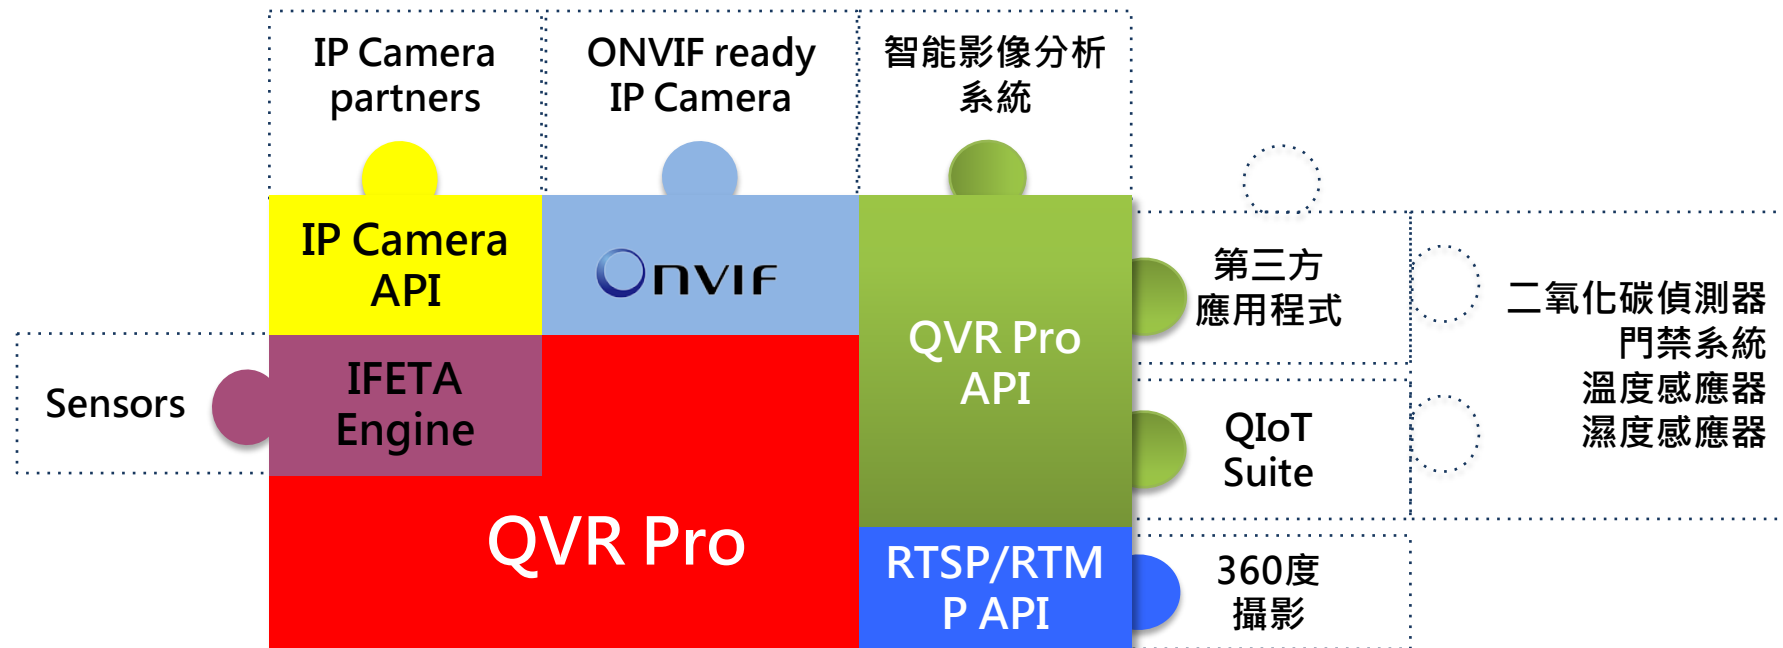 IP Camera
partners
ONVIF ready
IP Camera
智能影像分析
系統
IP Camera
API
ONVIF
QVR Pro
API
第三方
應用程式
二氧化碳偵測器
門禁系統
溫度感應器
濕度感應器
Sensors
IFETA
Engine
QIoT
Suite
QVR Pro
RTSP/RTM
P API
360度
攝影